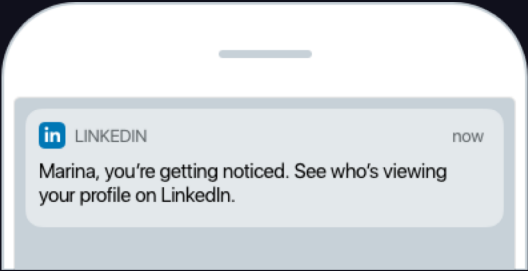 in LINKEDIN now
Marina, you're getting noticed. See who's viewing
your profile on LinkedIn.